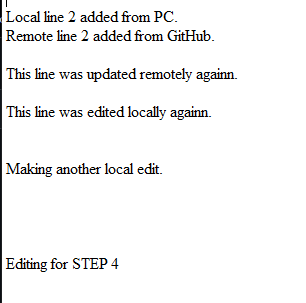 Local line 2 added from PC.
Remote line 2 added from GitHub.
This line was updated remotely againn.
This line was edited locally againn.
Making another local edit.
Editing for STEP 4